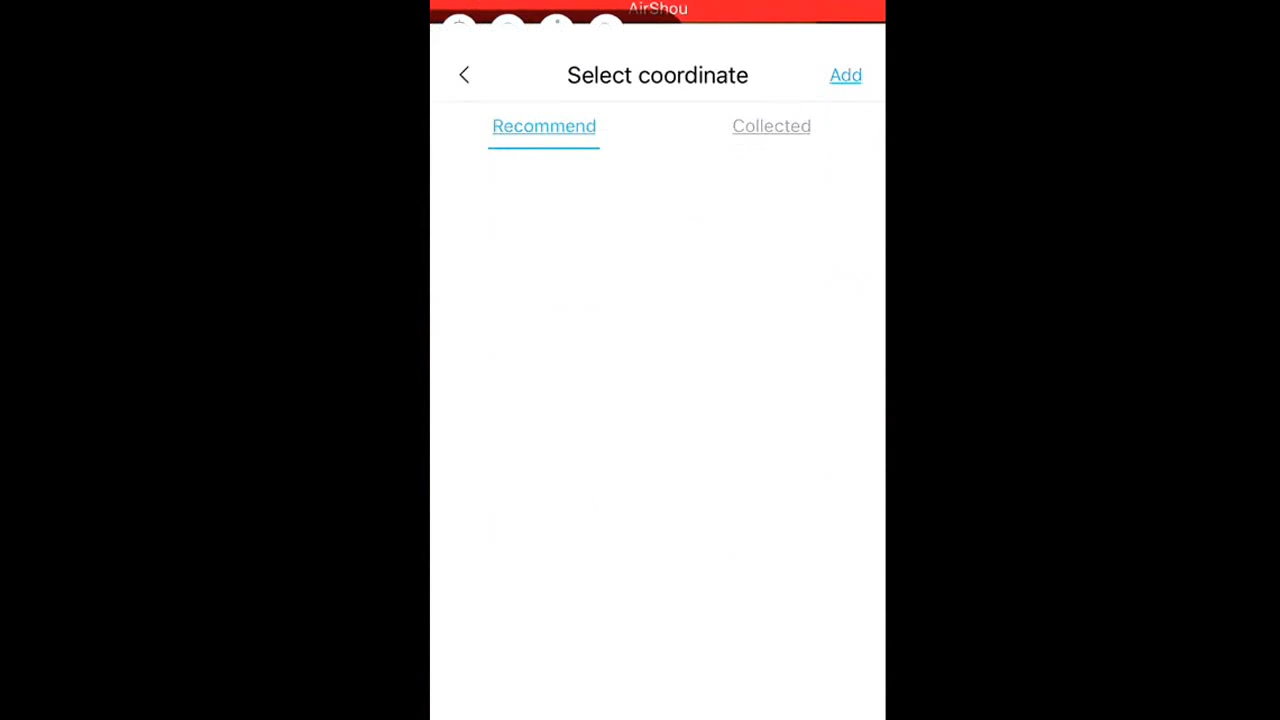 AirShou
Select coordinate
Add
Recommend
Collected